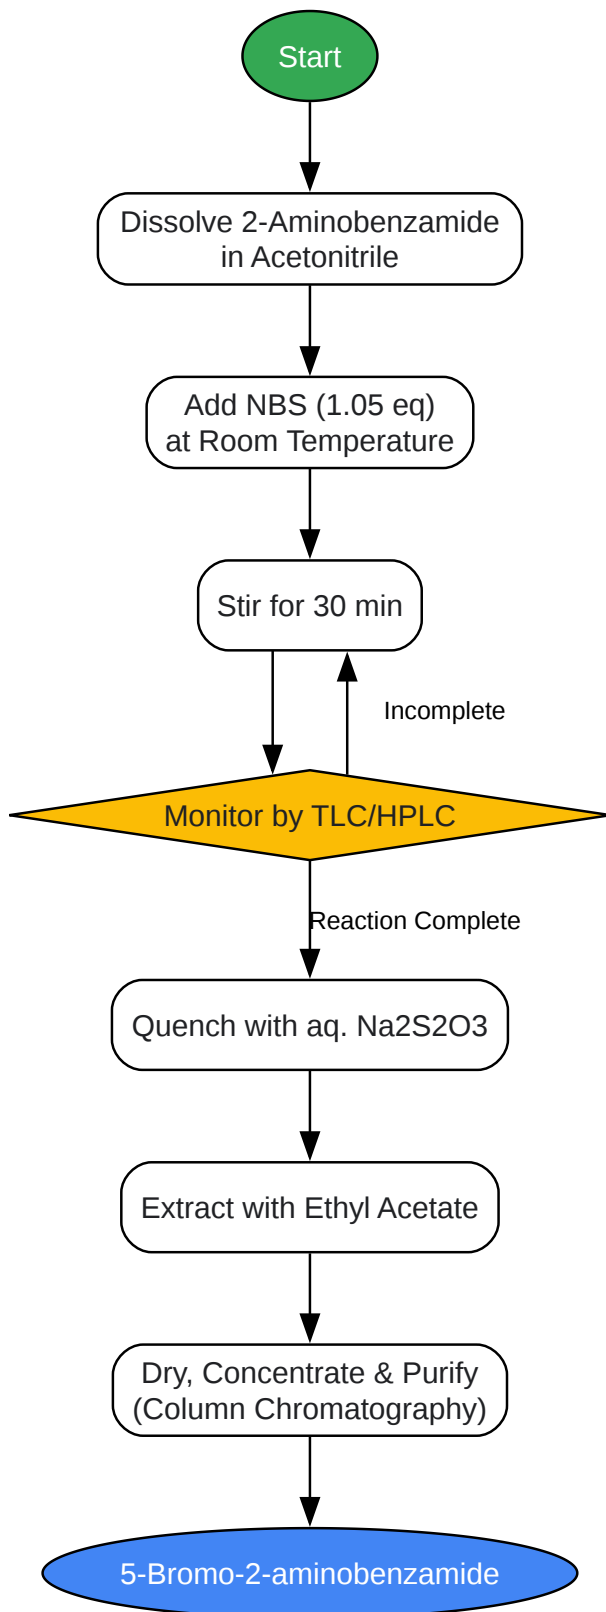 Start
Dissolve 2-Aminobenzamide
in Acetonitrile
Add NBS (1.05 eq)
at Room Temperature
Stir for 30 min
Incomplete
Monitor by TLC/HPLC
Reaction Complete
Quench with aq. Na2S2O3
Extract with Ethyl Acetate
Dry, Concentrate & Purify
(Column Chromatography)
5-Bromo-2-aminobenzamide